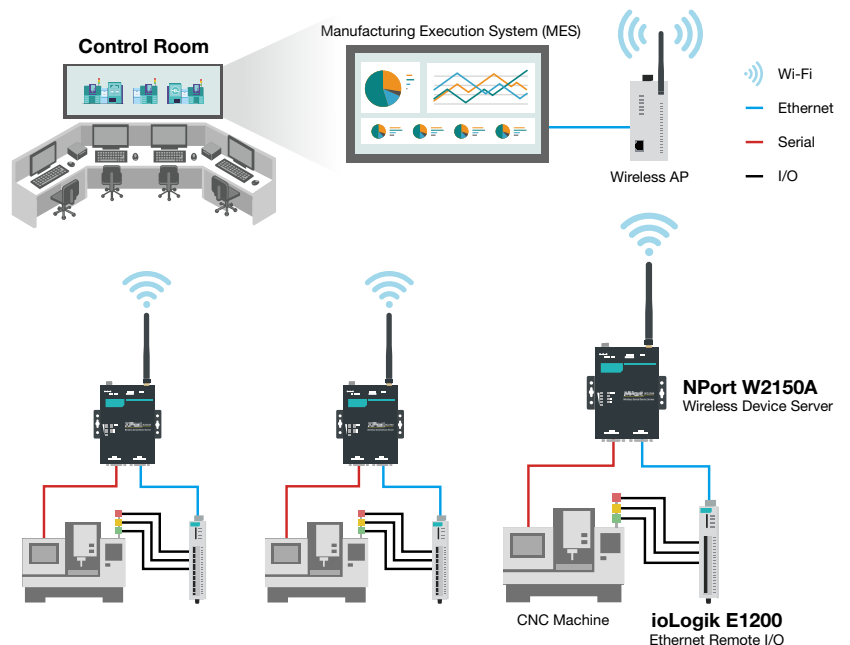 Control Room
Manufacturing Execution System (MES)
Wi-Fi
Ethernet
Serial
I/O
Wireless AP
NPort W2150A
Wireless Device Server
CNC Machine
ioLogik E1200
Ethernet Remote I/O